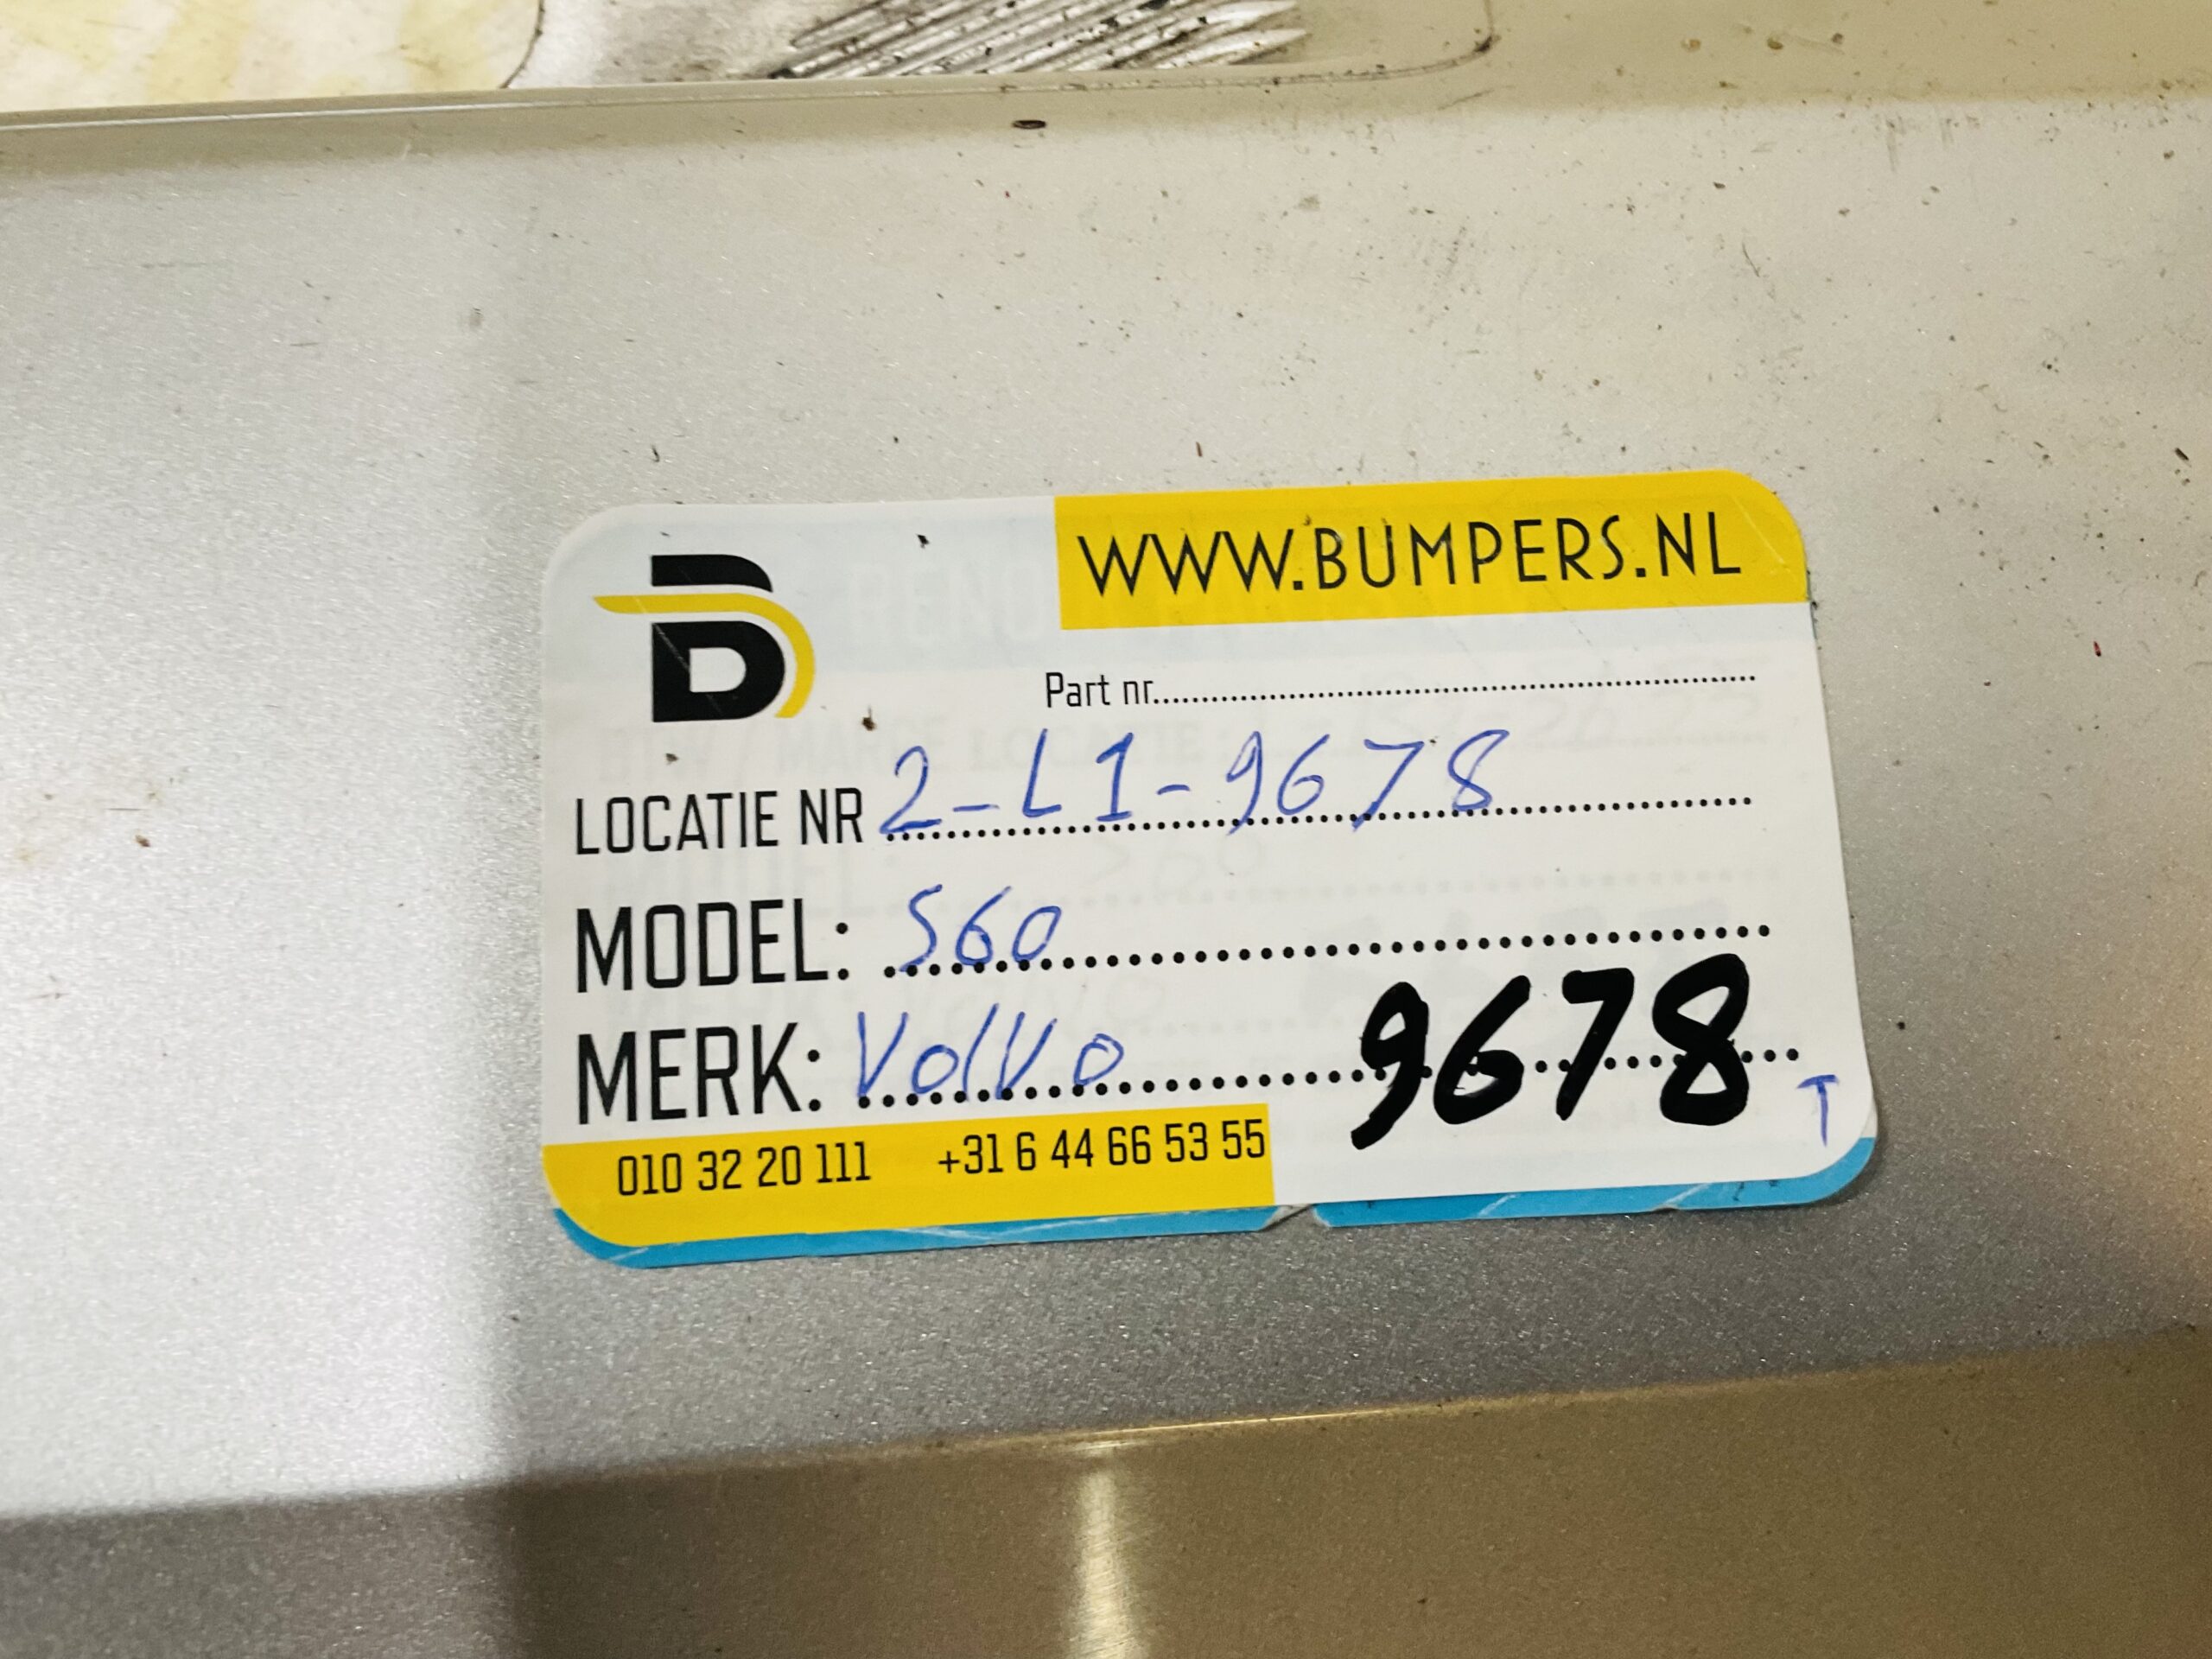 B
WWW.BUMPERS.NL
Part nr..........
LOCATIE NR 2-L1-9678
MODEL: S60
MERK: Volvo 9678
T
010 32 20 111 +31 6 44 66 53 55